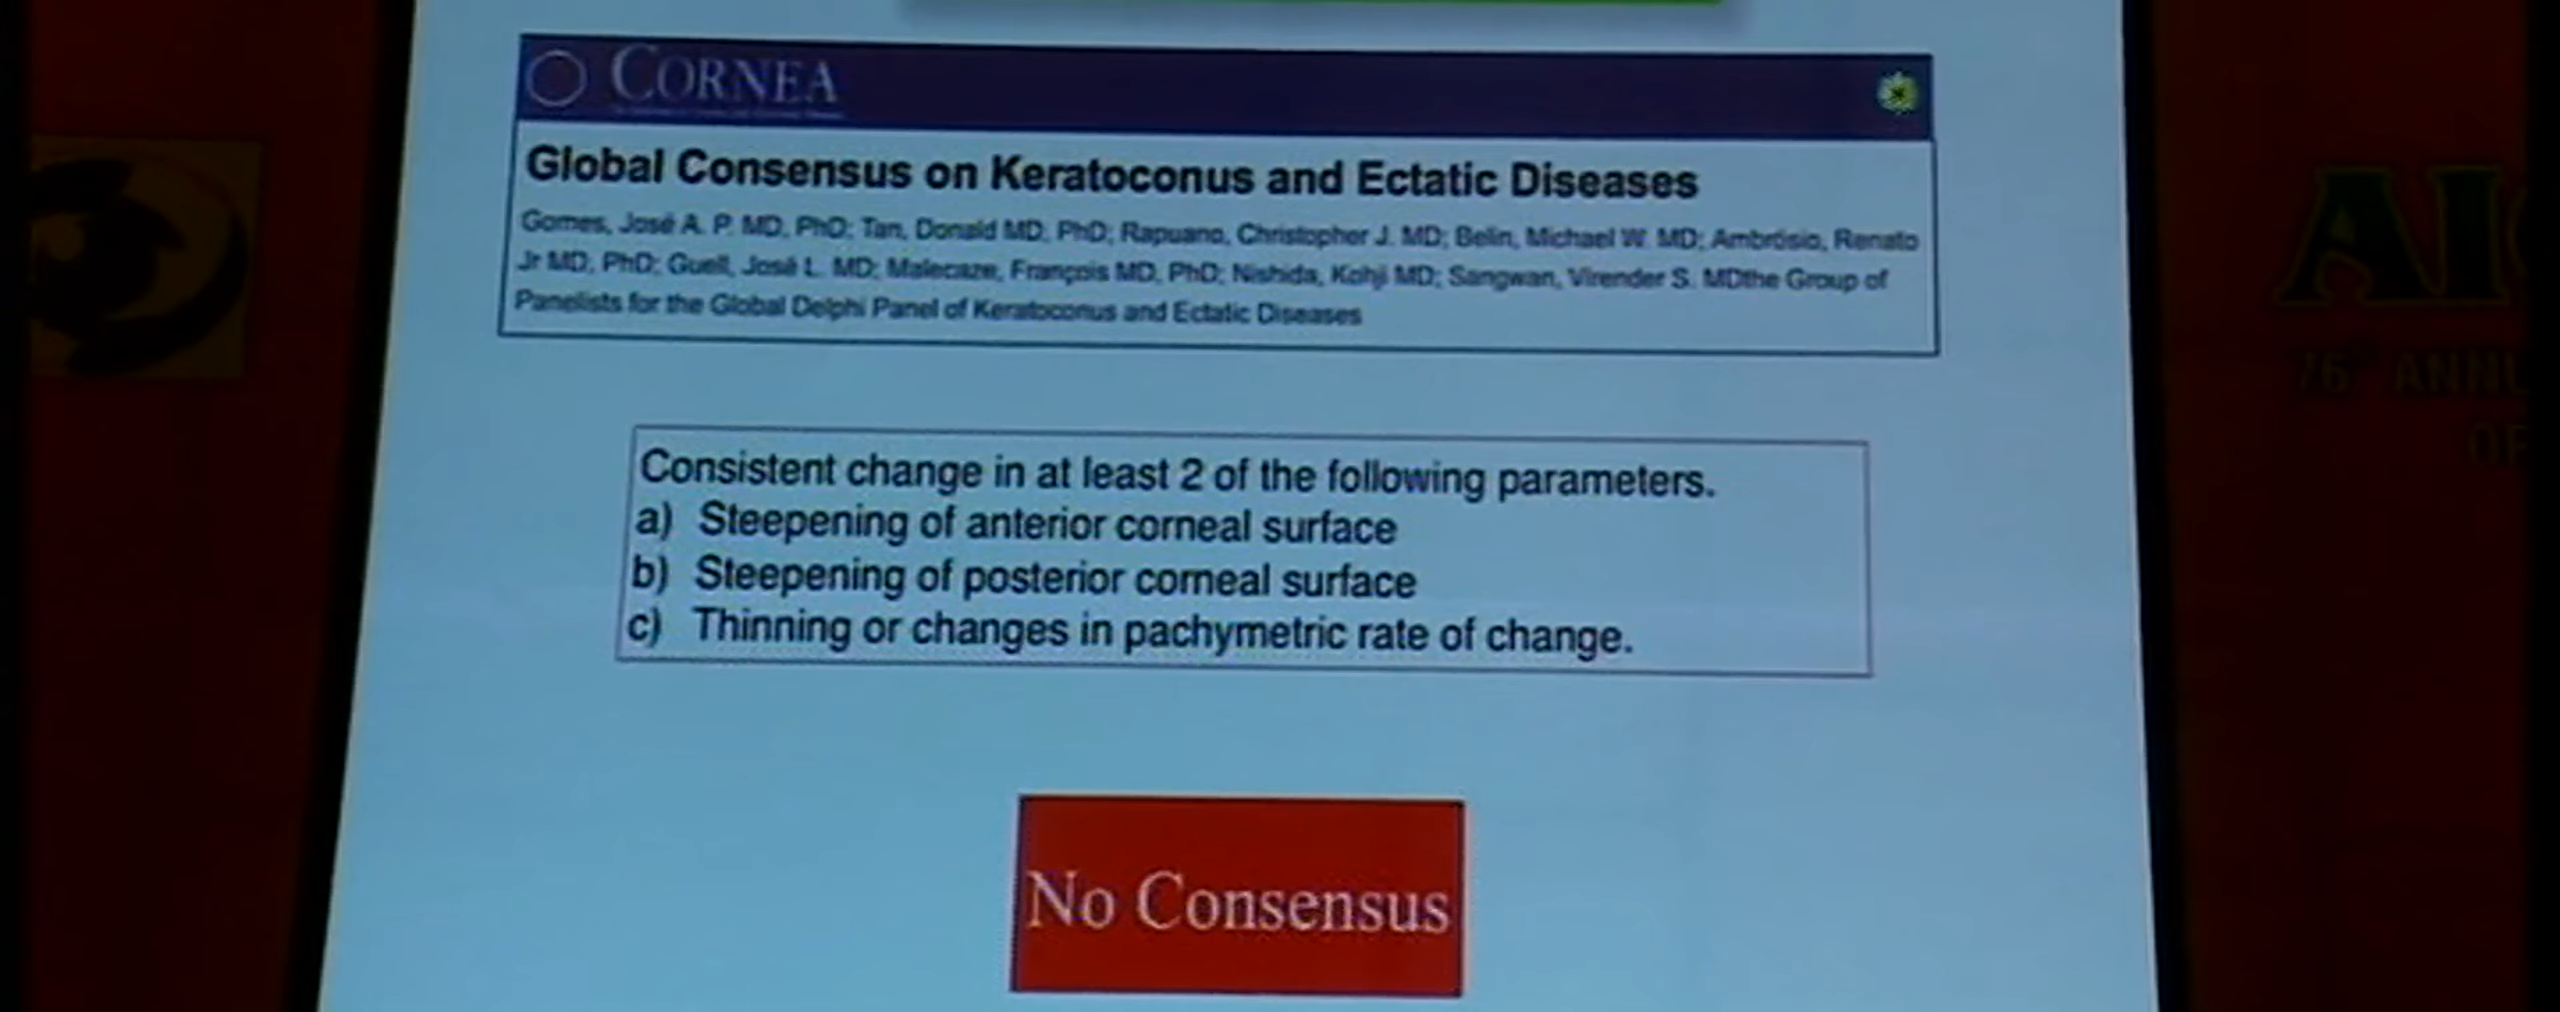 CORNEA
Global Consensus on Keratoconus and Ectatic Diseases
Gomes, José A. P. MD, PhD; Tan, Donald MD, PhD; Rapuano, Christopher J. MD; Belin, Michael W. MD; Ambrósio, Renato
Jr MD, PhD; Guell, José L. MD; Malecaze, François MD, PhD; Nishida, Kohji MD; Sangwan, Virender S. MDthe Group of
Panelists for the Global Delphi Panel of Keratoconus and Ectatic Diseases
Consistent change in at least 2 of the following parameters.
a) Steepening of anterior corneal surface
b) Steepening of posterior corneal surface
c) Thinning or changes in pachymetric rate of change.
No Consensus
76